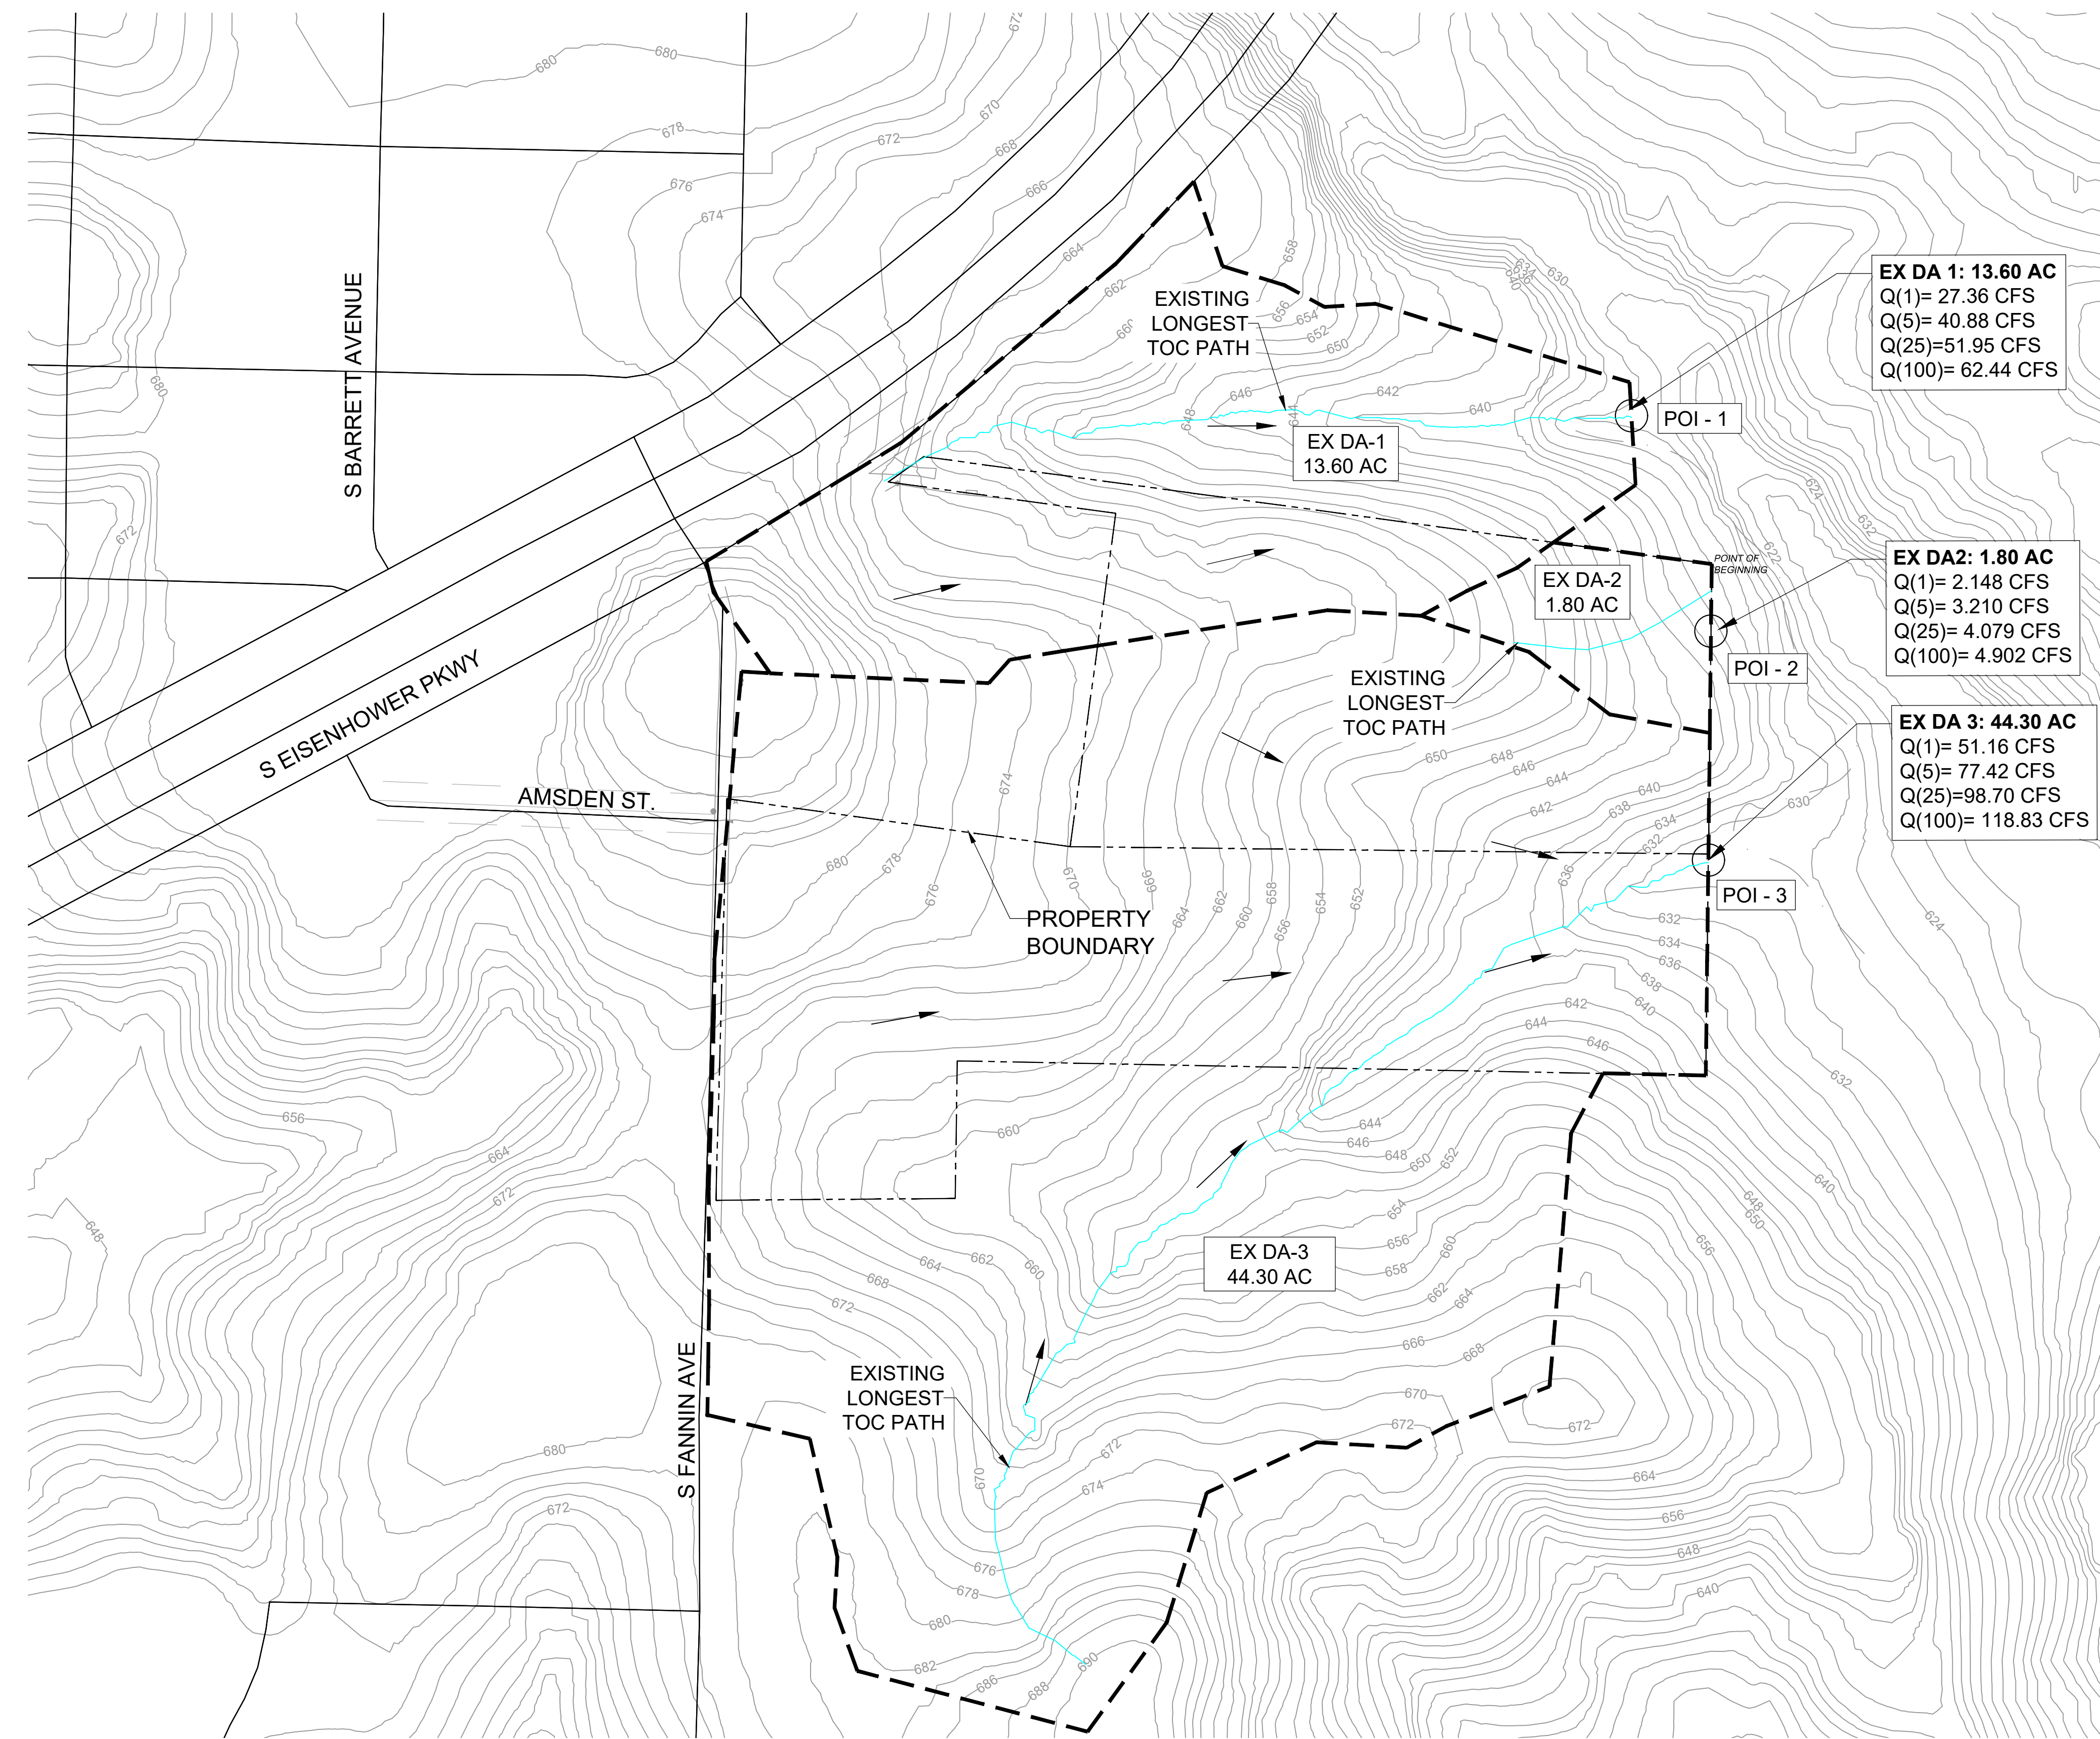 EX DA 1: 13.60 AC
Q(1)= 27.36 CFS
Q(5)= 40.88 CFS
Q(25)=51.95 CFS
Q(100)= 62.44 CFS
POI - 1
EXISTING
LONGEST
TOC PATH
EX DA-1
13.60 AC
S BARRETT AVENUE
POINT OF
BEGINNING
EX DA2: 1.80 AC
Q(1)= 2.148 CFS
Q(5)= 3.210 CFS
Q(25)= 4.079 CFS
Q(100)= 4.902 CFS
EX DA-2
1.80 AC
POI - 2
EXISTING
LONGEST
TOC PATH
S EISENHOWER PKWY
AMSDEN ST.
EX DA 3: 44.30 AC
Q(1)= 51.16 CFS
Q(5)= 77.42 CFS
Q(25)=98.70 CFS
Q(100)= 118.83 CFS
POI - 3
PROPERTY
BOUNDARY
EX DA-3
44.30 AC
EXISTING
LONGEST
TOC PATH
S FANNIN AVE
672
680
680
678
670
672
668
676
666
674
664
662
658
656
654
652
650
634
630
640
680
672
648
646
644
642
640
624
632
622
674
650
648
646
644
642
640
638
634
632
630
636
680
678
676
670
666
664
662
660
658
656
654
652
632
634
636
638
640
624
642
644
646
632
656
664
672
648
660
644
646
648
650
652
654
656
658
660
662
664
640
648
650
656
662
664
660
668
672
666
668
670
672
672
680
672
670
672
674
676
678
680
682
686
688
690
664
656
648
640